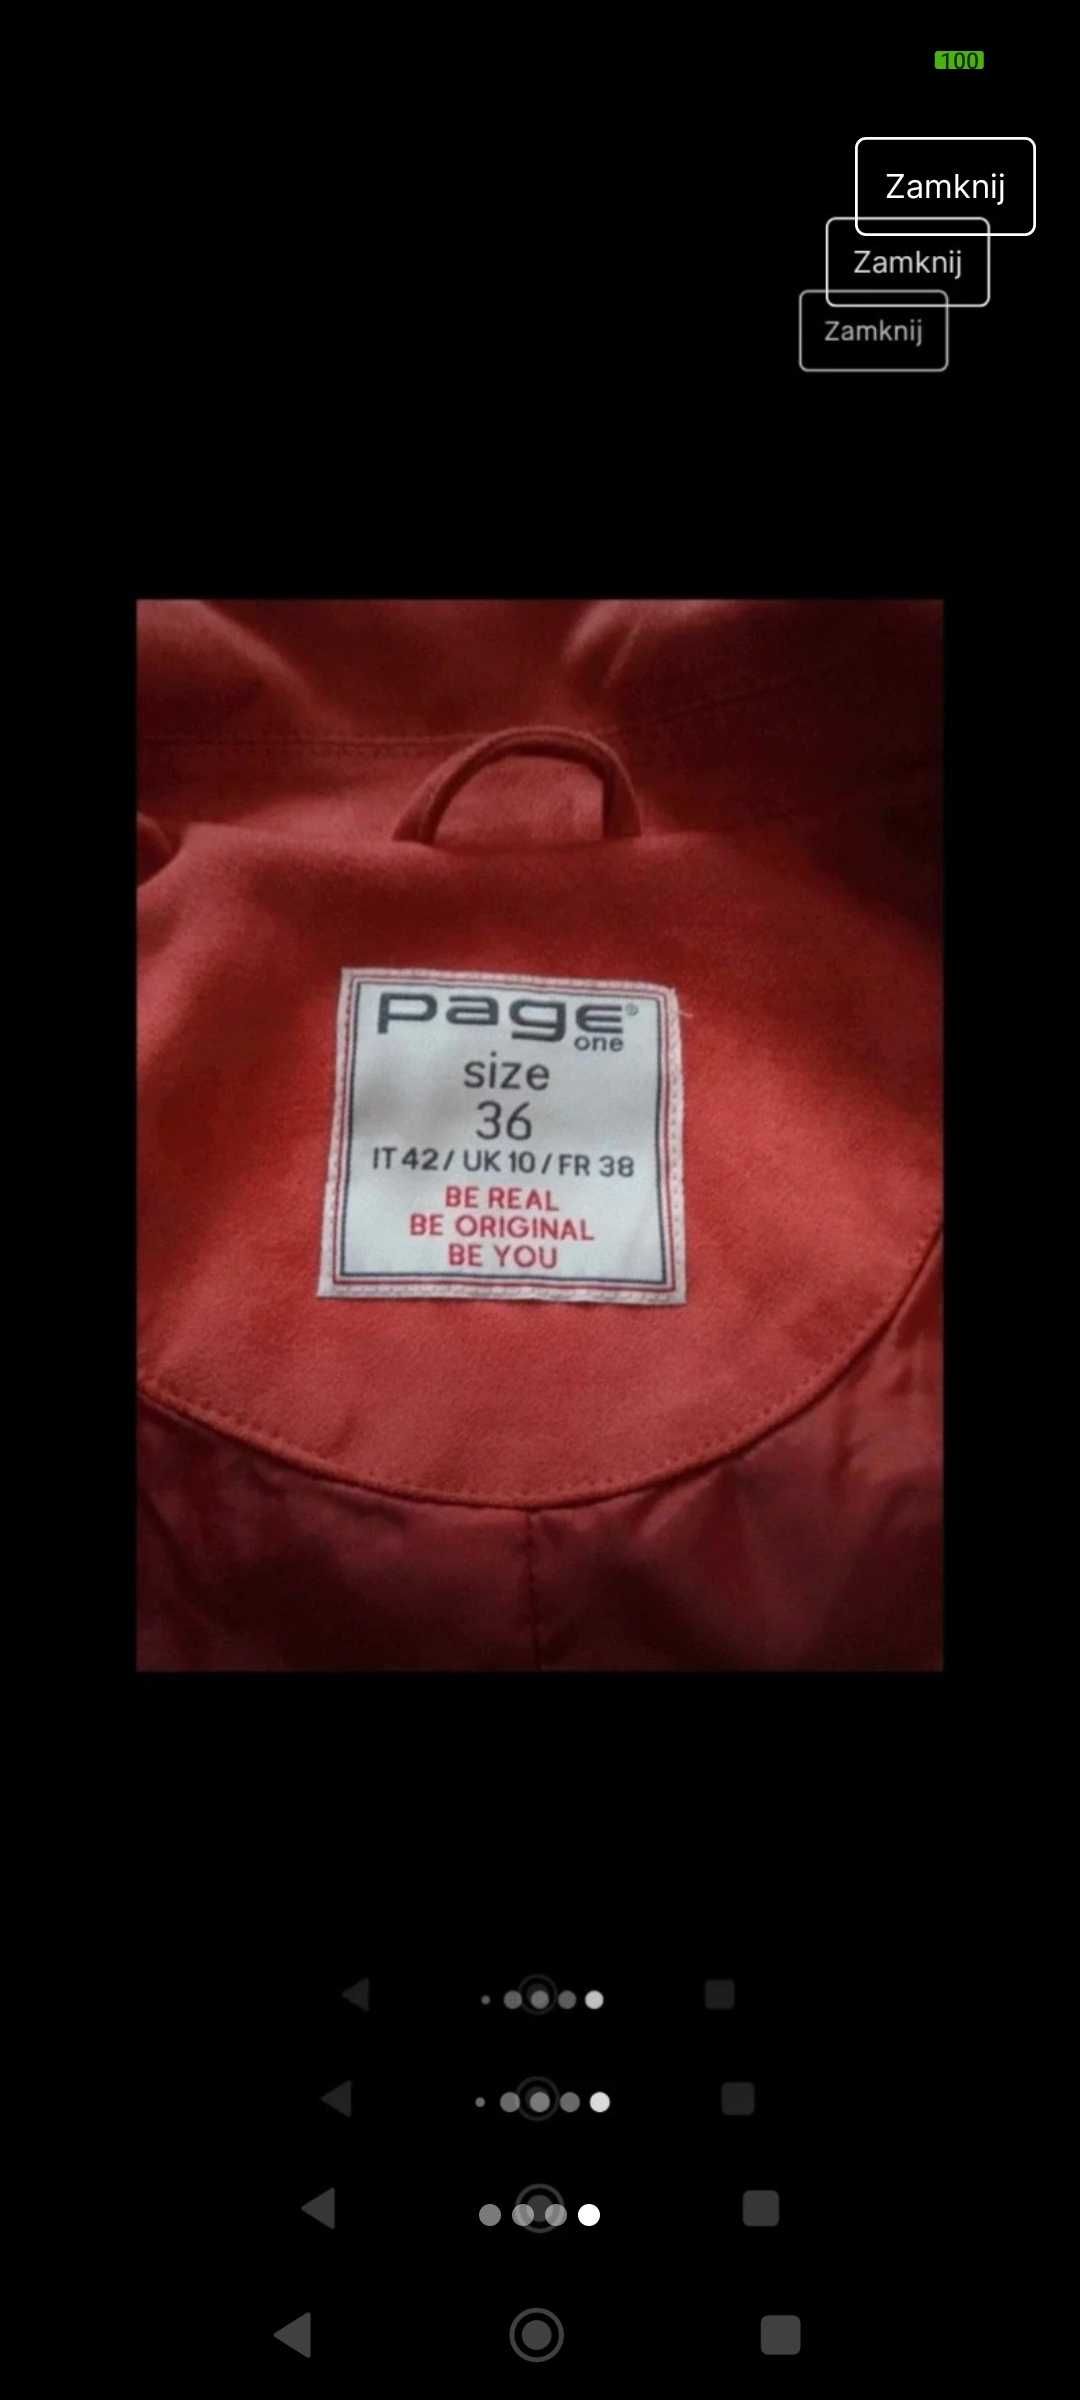 100
Zamknij
Zamknij
Zamknij
page®
one
size
36
IT 42 / UK 10 / FR 38
BE REAL
BE ORIGINAL
BE YOU